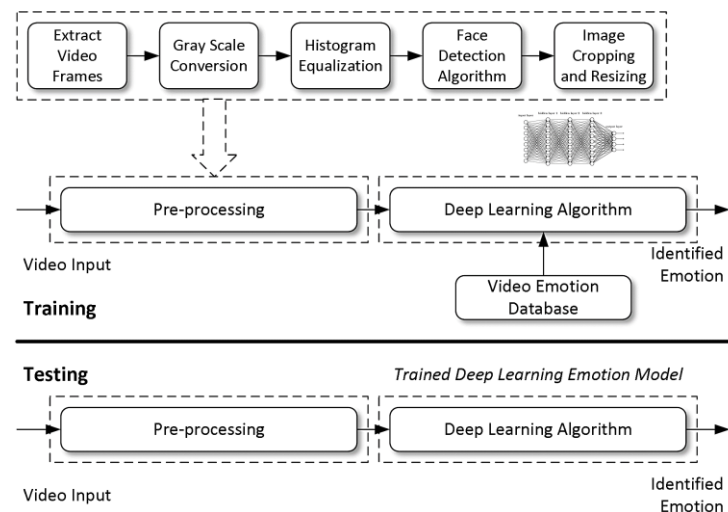 Extract
Video
Frames
Gray Scale
Conversion
Histogram
Equalization
Face
Detection
Algorithm
Image
Cropping
and Resizing
Pre-processing
Deep Learning Algorithm
Video Input
Identified
Emotion
Video Emotion
Database
Training
Testing
Trained Deep Learning Emotion Model
Pre-processing
Deep Learning Algorithm
Video Input
Identified
Emotion